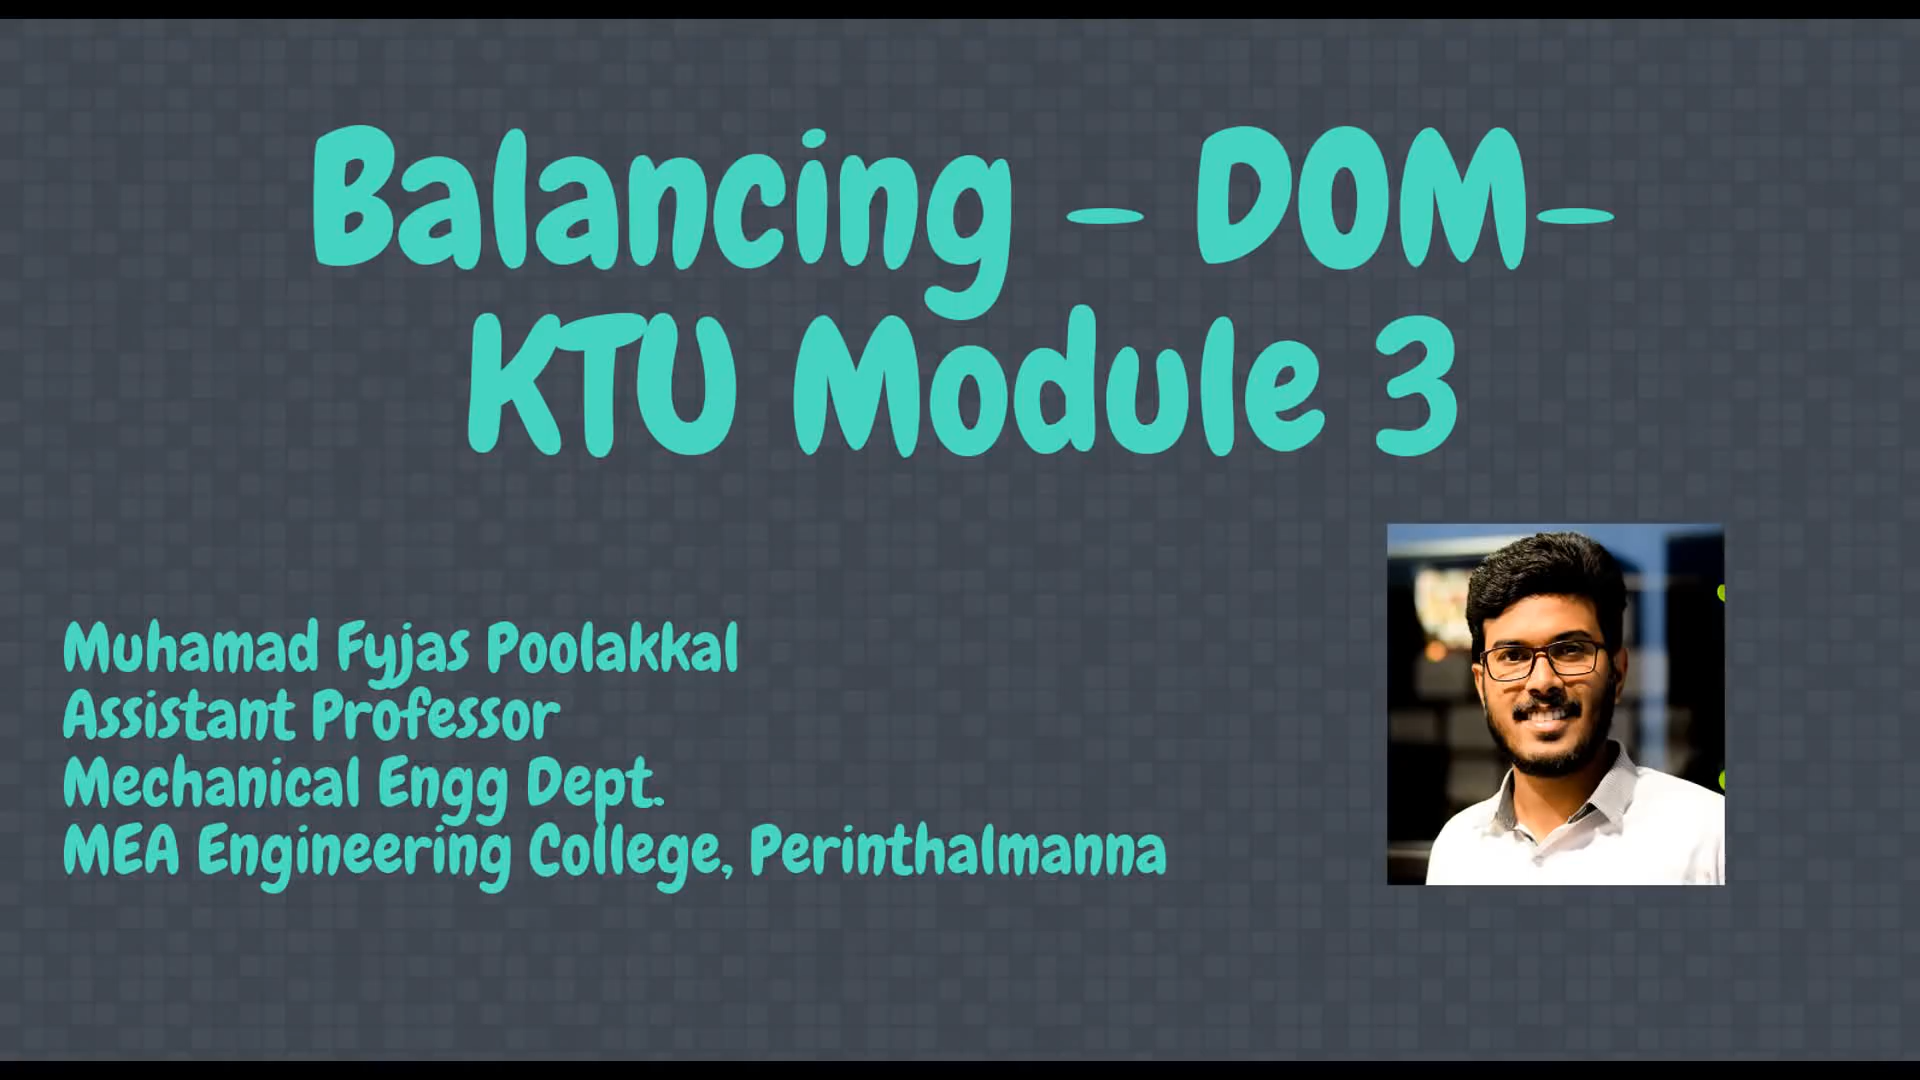 Balancing - DOM-
KTU Module 3
Muhamad Fyjas Poolakkal
Assistant Professor
Mechanical Engg Dept.
MEA Engineering College, Perinthalmanna